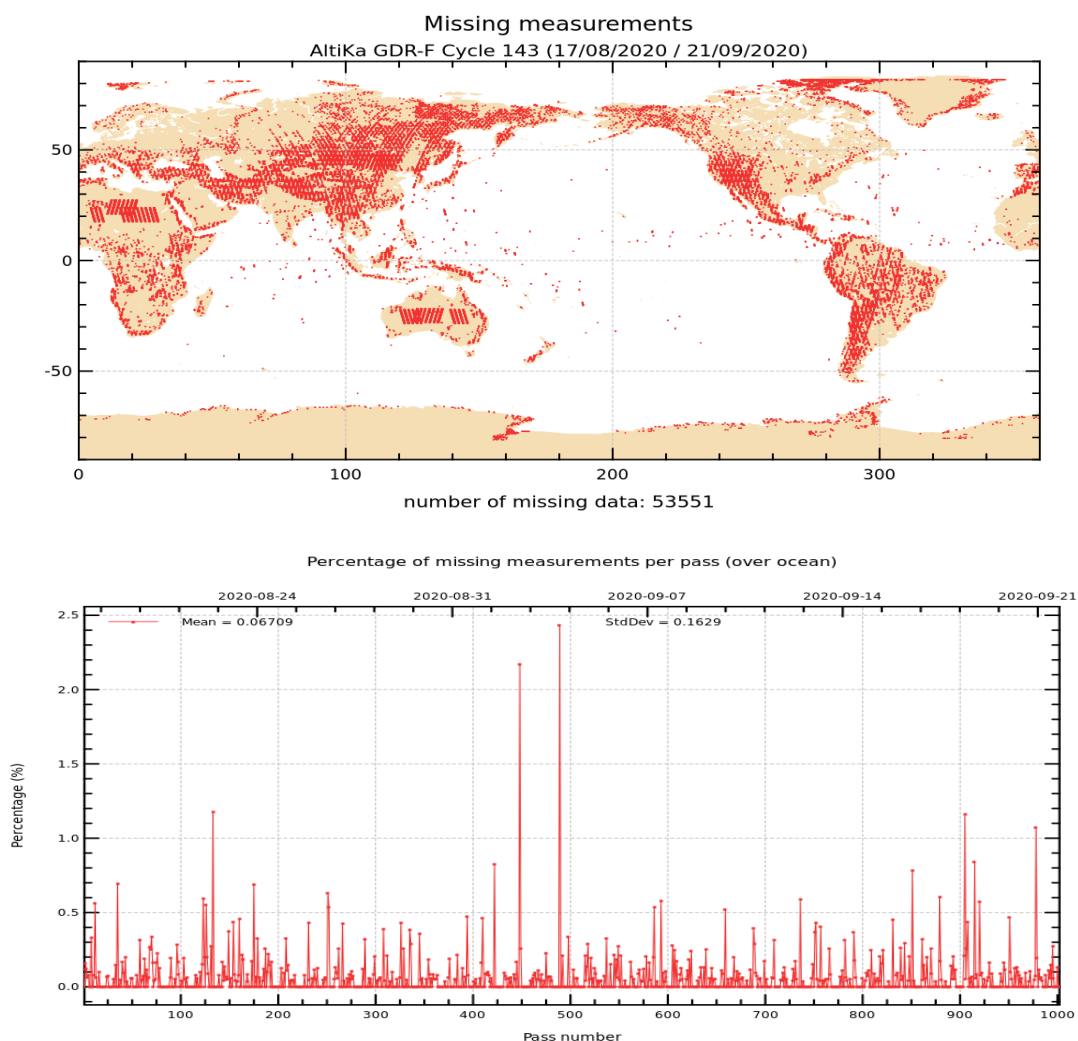 Missing measurements
AltiKa GDR-F Cycle 143 (17/08/2020 / 21/09/2020)
50
0
-50
0 100 200 300
number of missing data: 53551
Percentage of missing measurements per pass (over ocean)
2020-08-24 2020-08-31 2020-09-07 2020-09-14 2020-09-21
2.5
Mean = 0.06709 StdDev = 0.1629
2.0
1.5
Percentage (%)
1.0
0.5
0.0
100 200 300 400 500 600 700 800 900 1000
Pass number